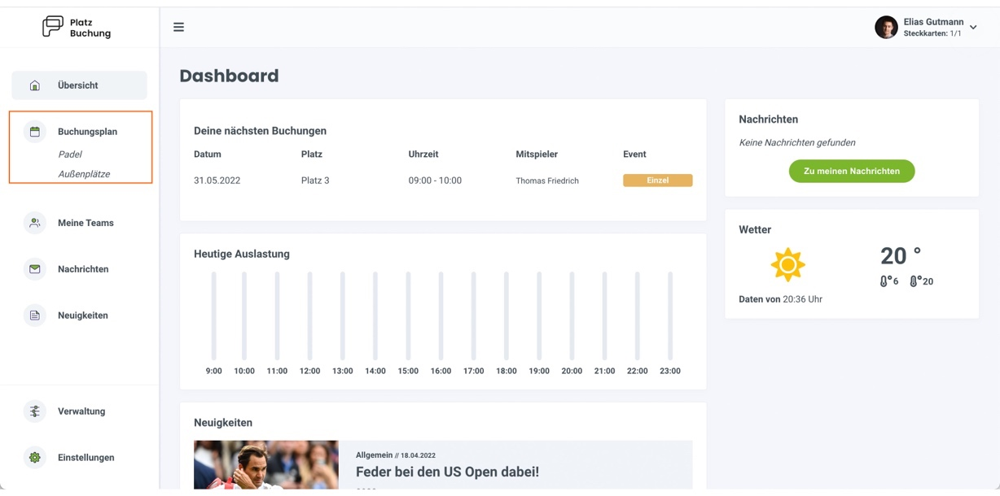 Platz
Buchung
Elias Gutmann
Steckkarten: 1/1
Übersicht
Buchungsplan
Padel
Außenplätze
Meine Teams
Nachrichten
Neuigkeiten
Verwaltung
Einstellungen
Dashboard
Deine nächsten Buchungen
Datum Platz Uhrzeit Mitspieler Event
31.05.2022 Platz 3 09:00 - 10:00 Thomas Friedrich Einzel
Heutige Auslastung
9:00 10:00 11:00 12:00 13:00 14:00 15:00 16:00 17:00 18:00 19:00 20:00 21:00 22:00 23:00
Neuigkeiten
Allgemein // 18.04.2022
Feder bei den US Open dabei!
Nachrichten
Keine Nachrichten gefunden
Zu meinen Nachrichten
Wetter
20 °
°6 °20
Daten von 20:36 Uhr